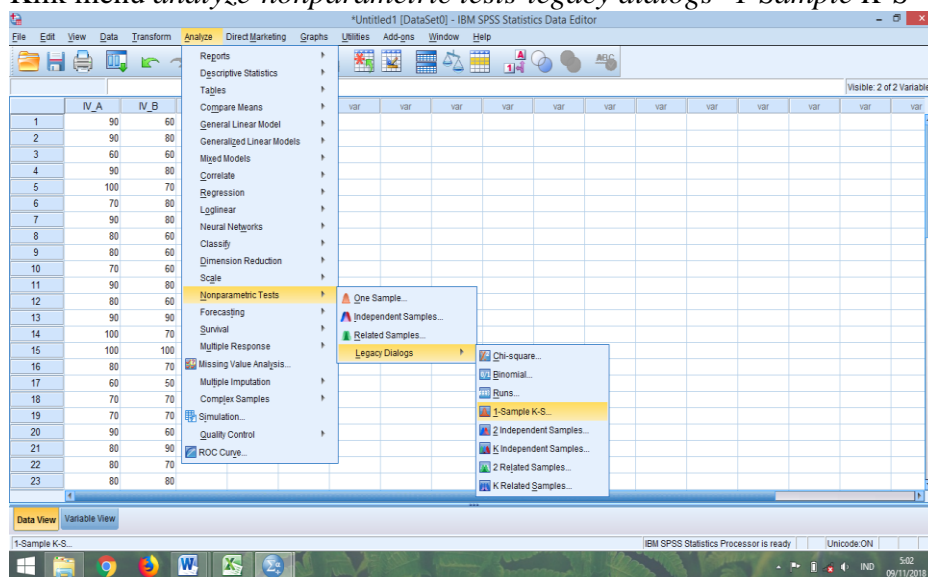 Klik menu analyze-nonparametric tests-legacy dialogs- 1-Sample K-S
*Untitled1 [DataSet0] - IBM SPSS Statistics Data Editor
File Edit View Data Transform Analyze Direct Marketing Graphs Utilities Add-ons Window Help
Visible: 2 of 2 Variable
IV_A IV_B var var var var var var var var var var
1 90 60
2 90 80
3 60 60
4 90 80
5 100 70
6 70 80
7 90 80
8 80 60
9 80 60
10 70 60
11 90 80
12 80 60
13 90 90
14 100 70
15 100 100
16 80 70
17 60 50
18 70 70
19 70 70
20 90 60
21 80 90
22 80 70
23 80 80
Reports
Descriptive Statistics
Tables
Compare Means
General Linear Model
Generalized Linear Models
Mixed Models
Correlate
Regression
Loglinear
Neural Networks
Classify
Dimension Reduction
Scale
Nonparametric Tests
Forecasting
Survival
Multiple Response
Missing Value Analysis...
Multiple Imputation
Complex Samples
Simulation...
Quality Control
ROC Curve...
One Sample...
Independent Samples...
Related Samples...
Legacy Dialogs
Chi-square...
Binomial...
Runs...
1-Sample K-S...
2 Independent Samples...
K Independent Samples...
2 Related Samples...
K Related Samples...
Data View Variable View
1-Sample K-S... IBM SPSS Statistics Processor is ready Unicode:ON
IND 5:02
09/11/2018